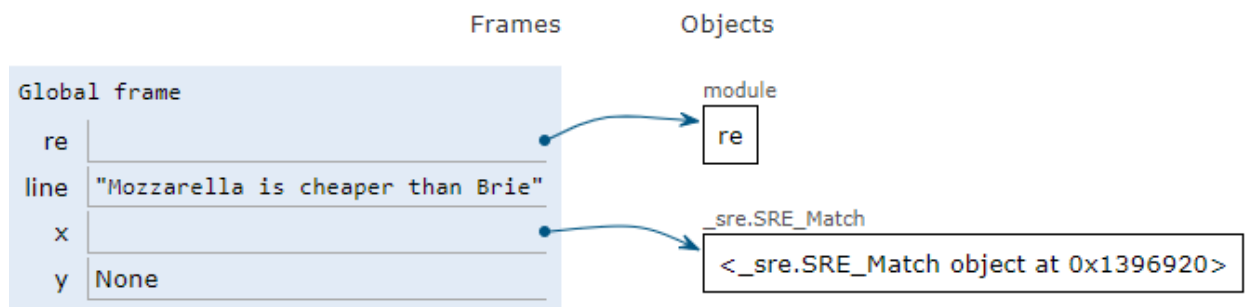 Frames Objects
Global frame
module
re
re
line "Mozzarella is cheaper than Brie"
_sre.SRE_Match
x
<_sre.SRE_Match object at 0x1396920>
y None